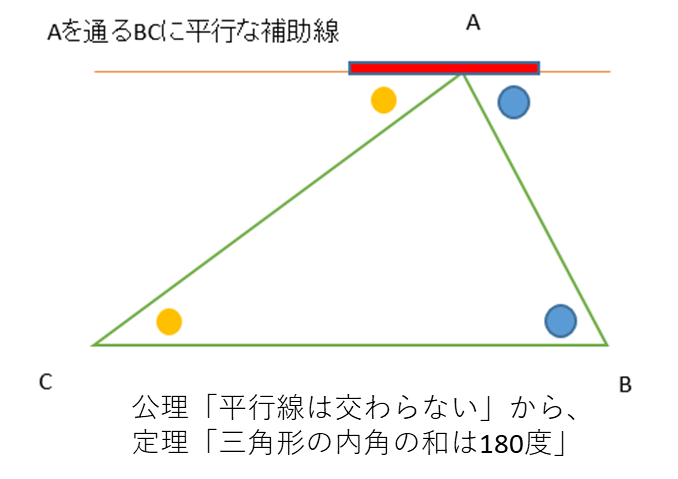 Aを通るBCに平行な補助線
A
C
B
公理「平行線は交わらない」から、
定理「三角形の内角の和は180度」